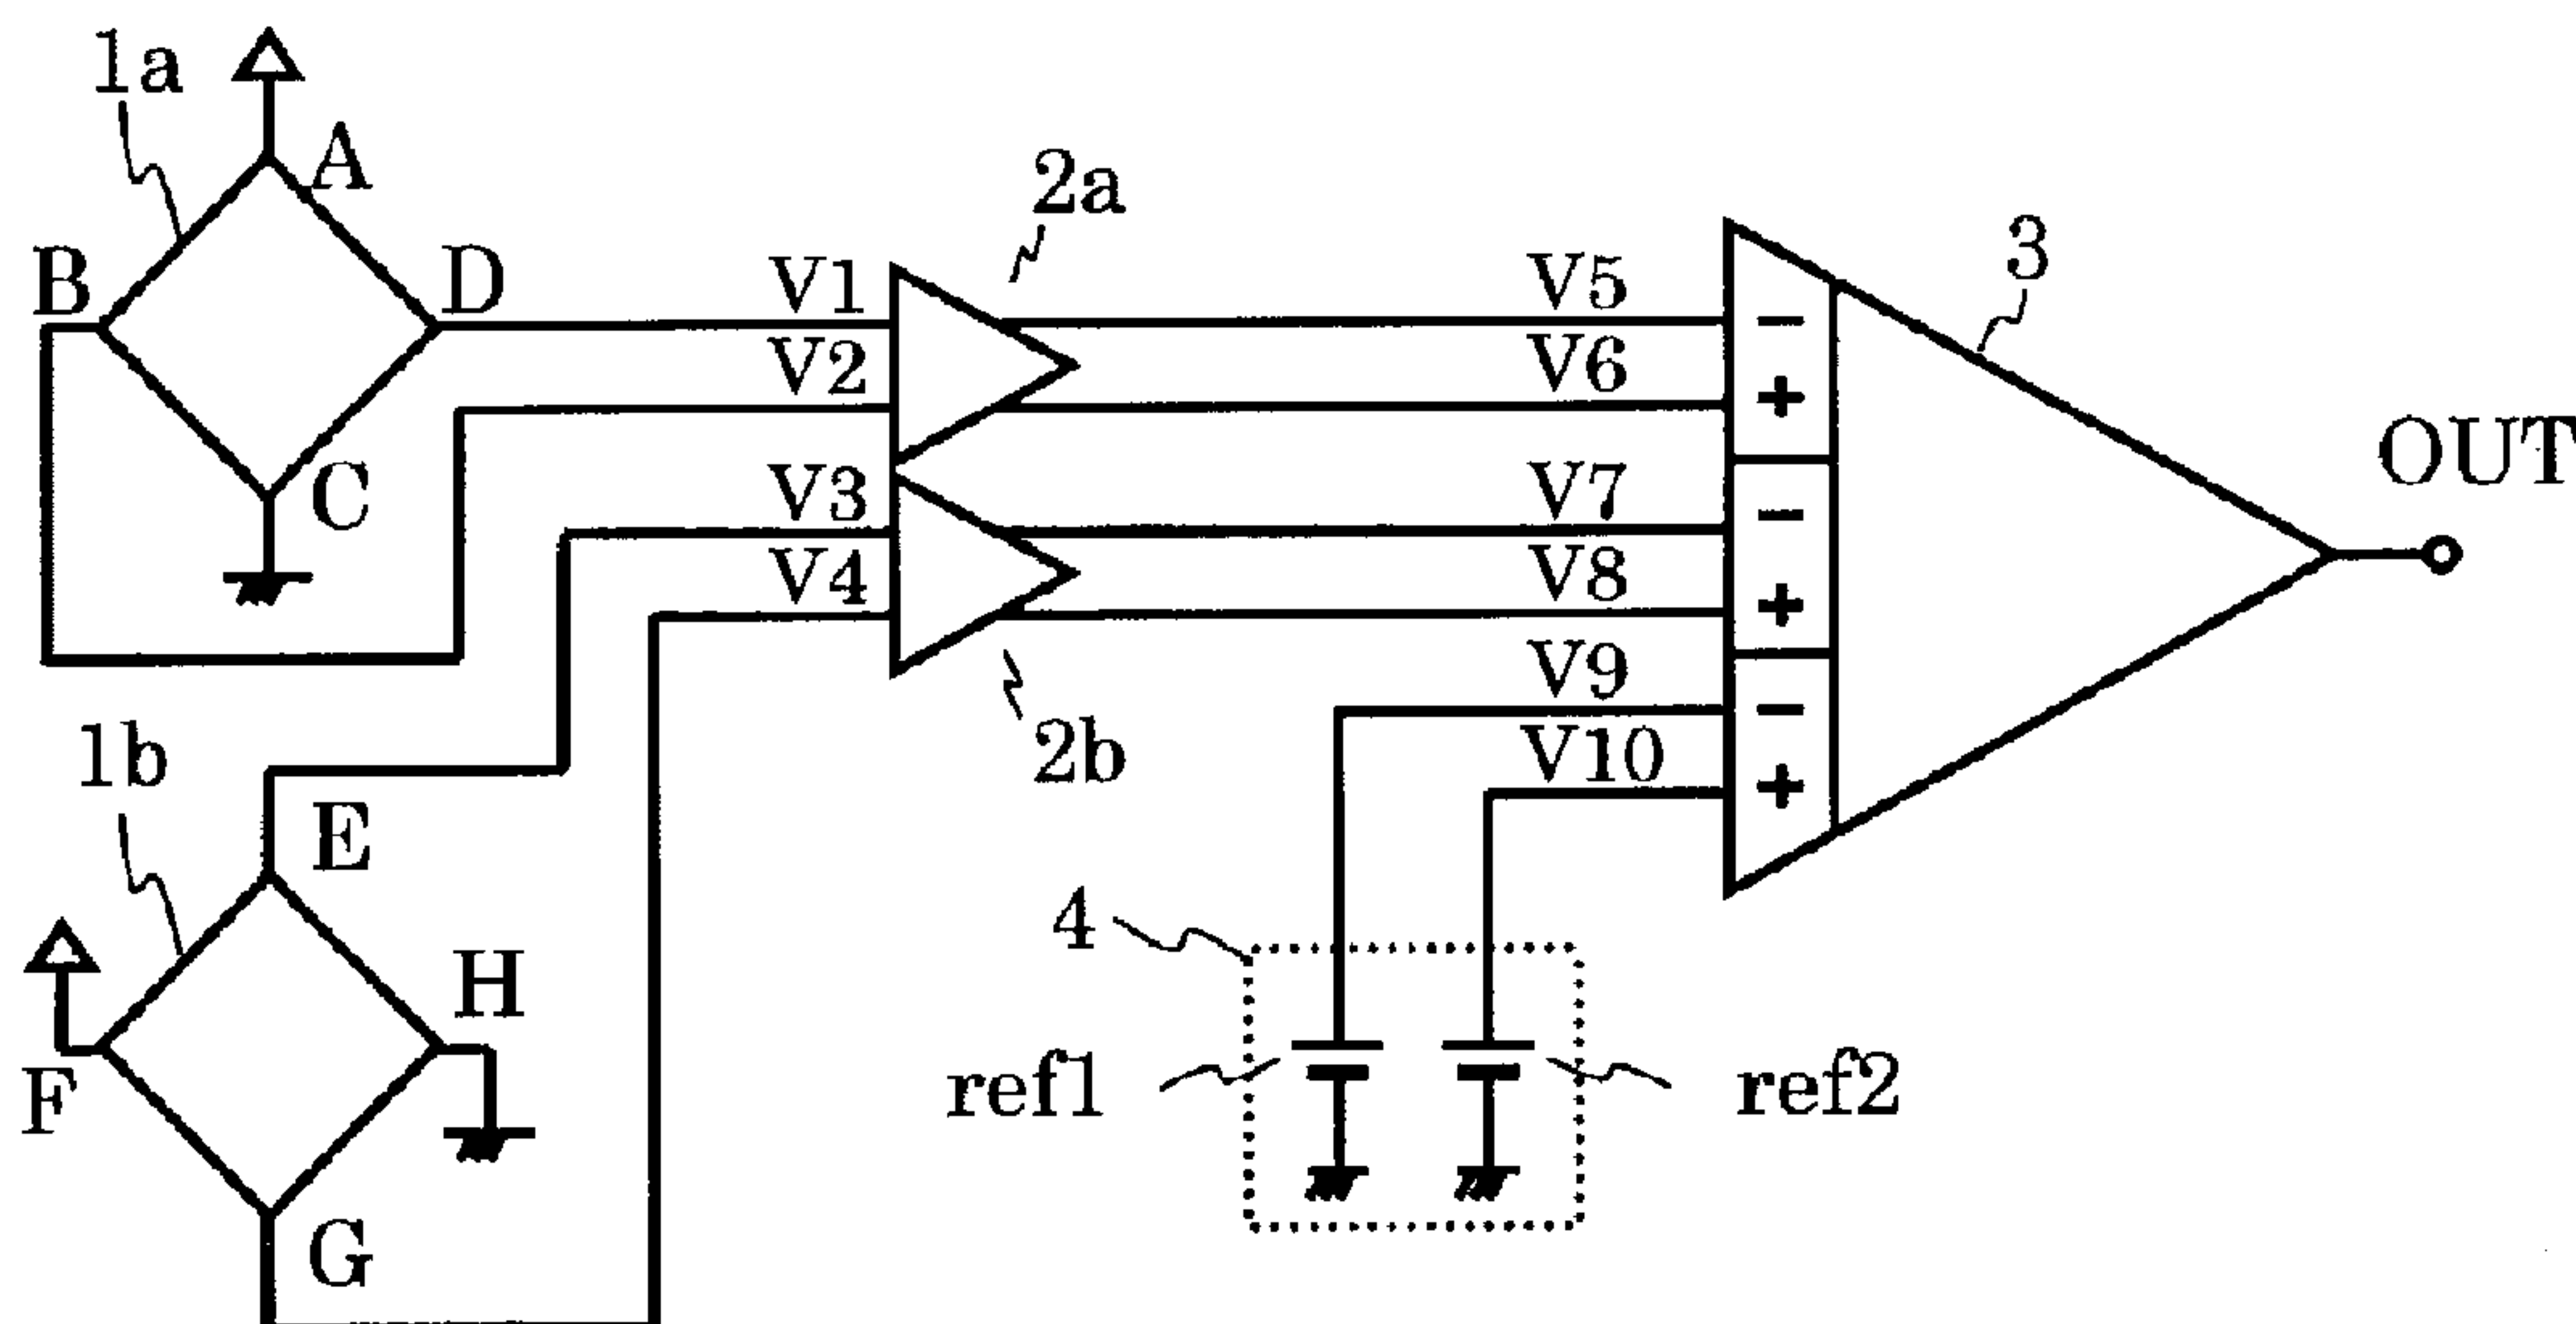 1a
A
B
D
C
V1
V2
V3
V4
2a
2b
V5
V6
V7
V8
V9
V10
−
+
−
+
−
+
3
OUT
1b
E
F
H
G
4
ref1
ref2